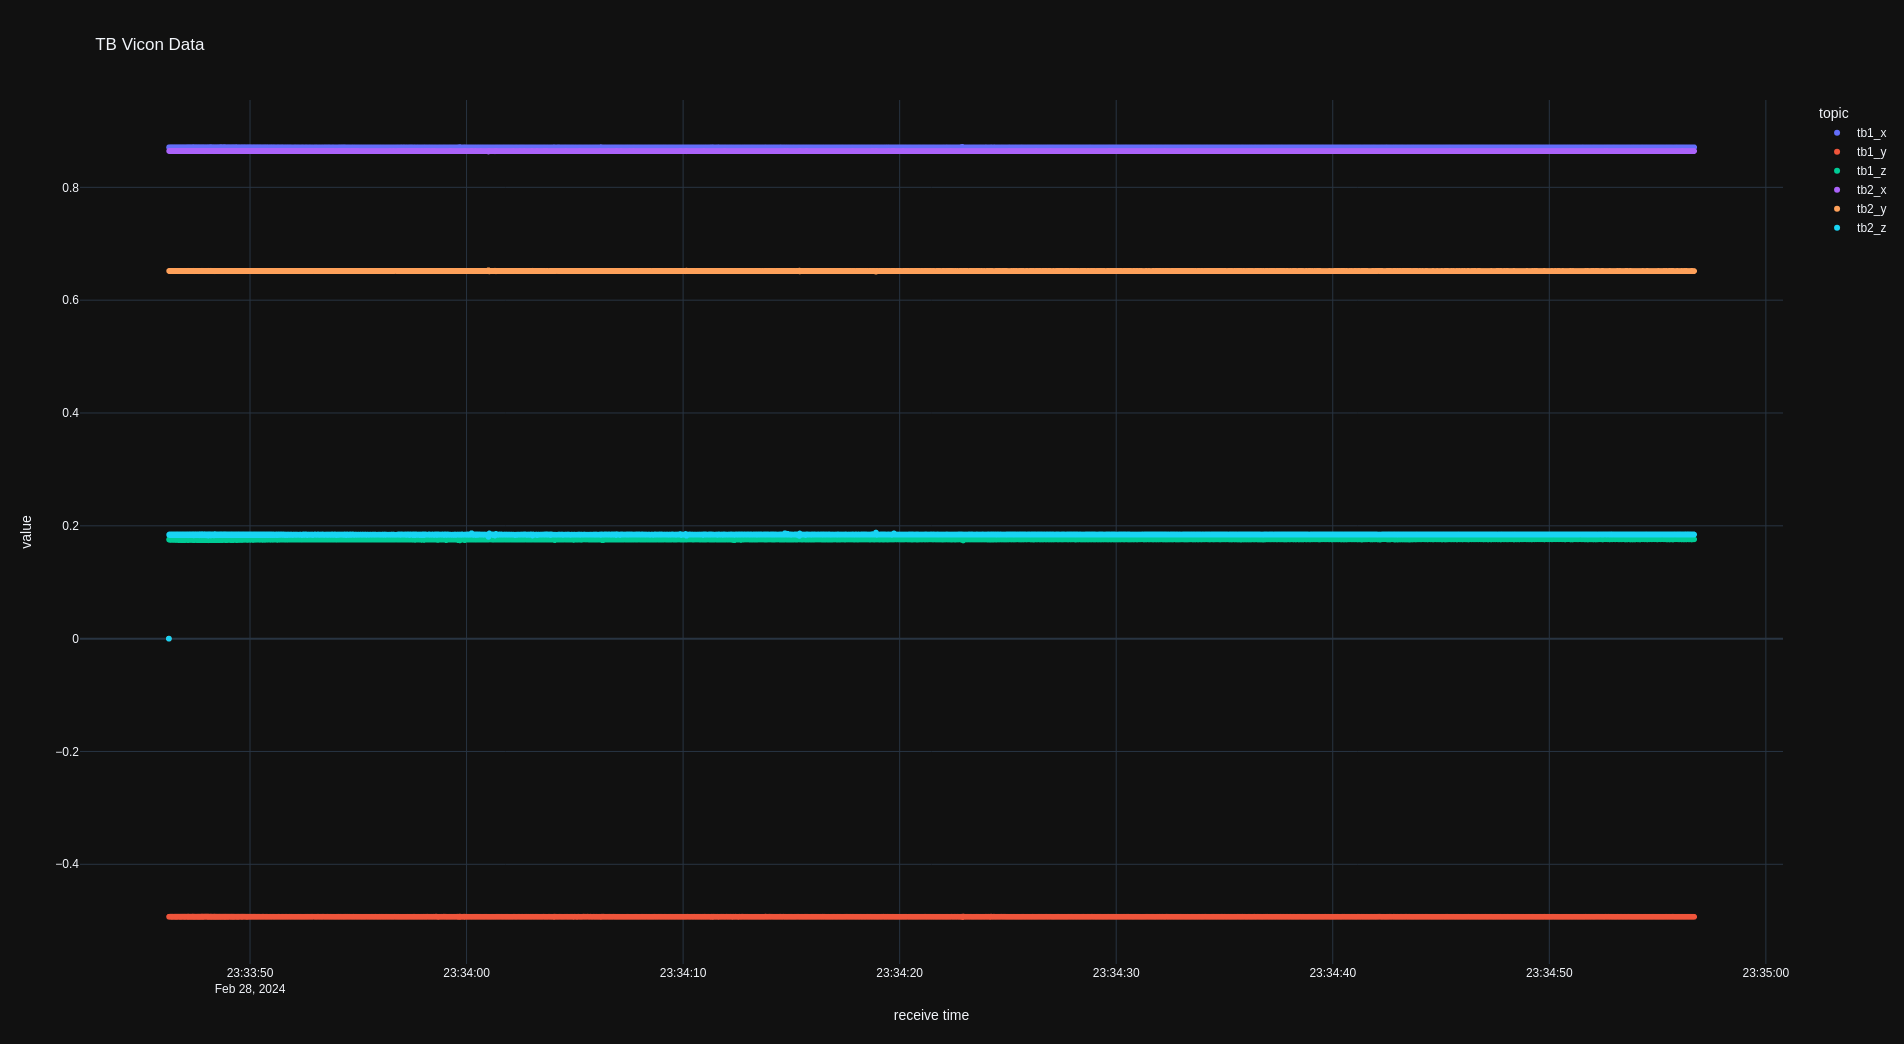 TB Vicon Data
topic
tb1_x
tb1_y
tb1_z
tb2_x
tb2_y
tb2_z
value
0.8
0.6
0.4
0.2
0
−0.2
−0.4
23:33:50 23:34:00 23:34:10 23:34:20 23:34:30 23:34:40 23:34:50 23:35:00
Feb 28, 2024
receive time